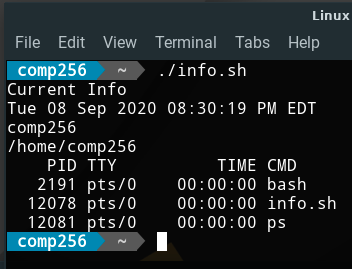 Linux
File Edit View Terminal Tabs Help
comp256 ~ ./info.sh
Current Info
Tue 08 Sep 2020 08:30:19 PM EDT
comp256
/home/comp256
PID TTY TIME CMD
2191 pts/0 00:00:00 bash
12078 pts/0 00:00:00 info.sh
12081 pts/0 00:00:00 ps
comp256 ~